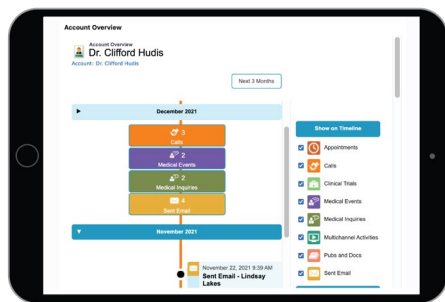 Account Overview
Account Overview
Dr. Clifford Hudis
Account: Dr. Clifford Hudis
Next 3 Months
December 2021
3
Calls
2
Medical Events
2
Medical Inquiries
4
Sent Email
November 2021
November 22, 2021 9:39 AM
Sent Email - Lindsay
Lakes
Show on Timeline
Appointments
Calls
Clinical Trials
Medical Events
Medical Inquiries
Multichannel Activities
Pubs and Docs
Sent Email